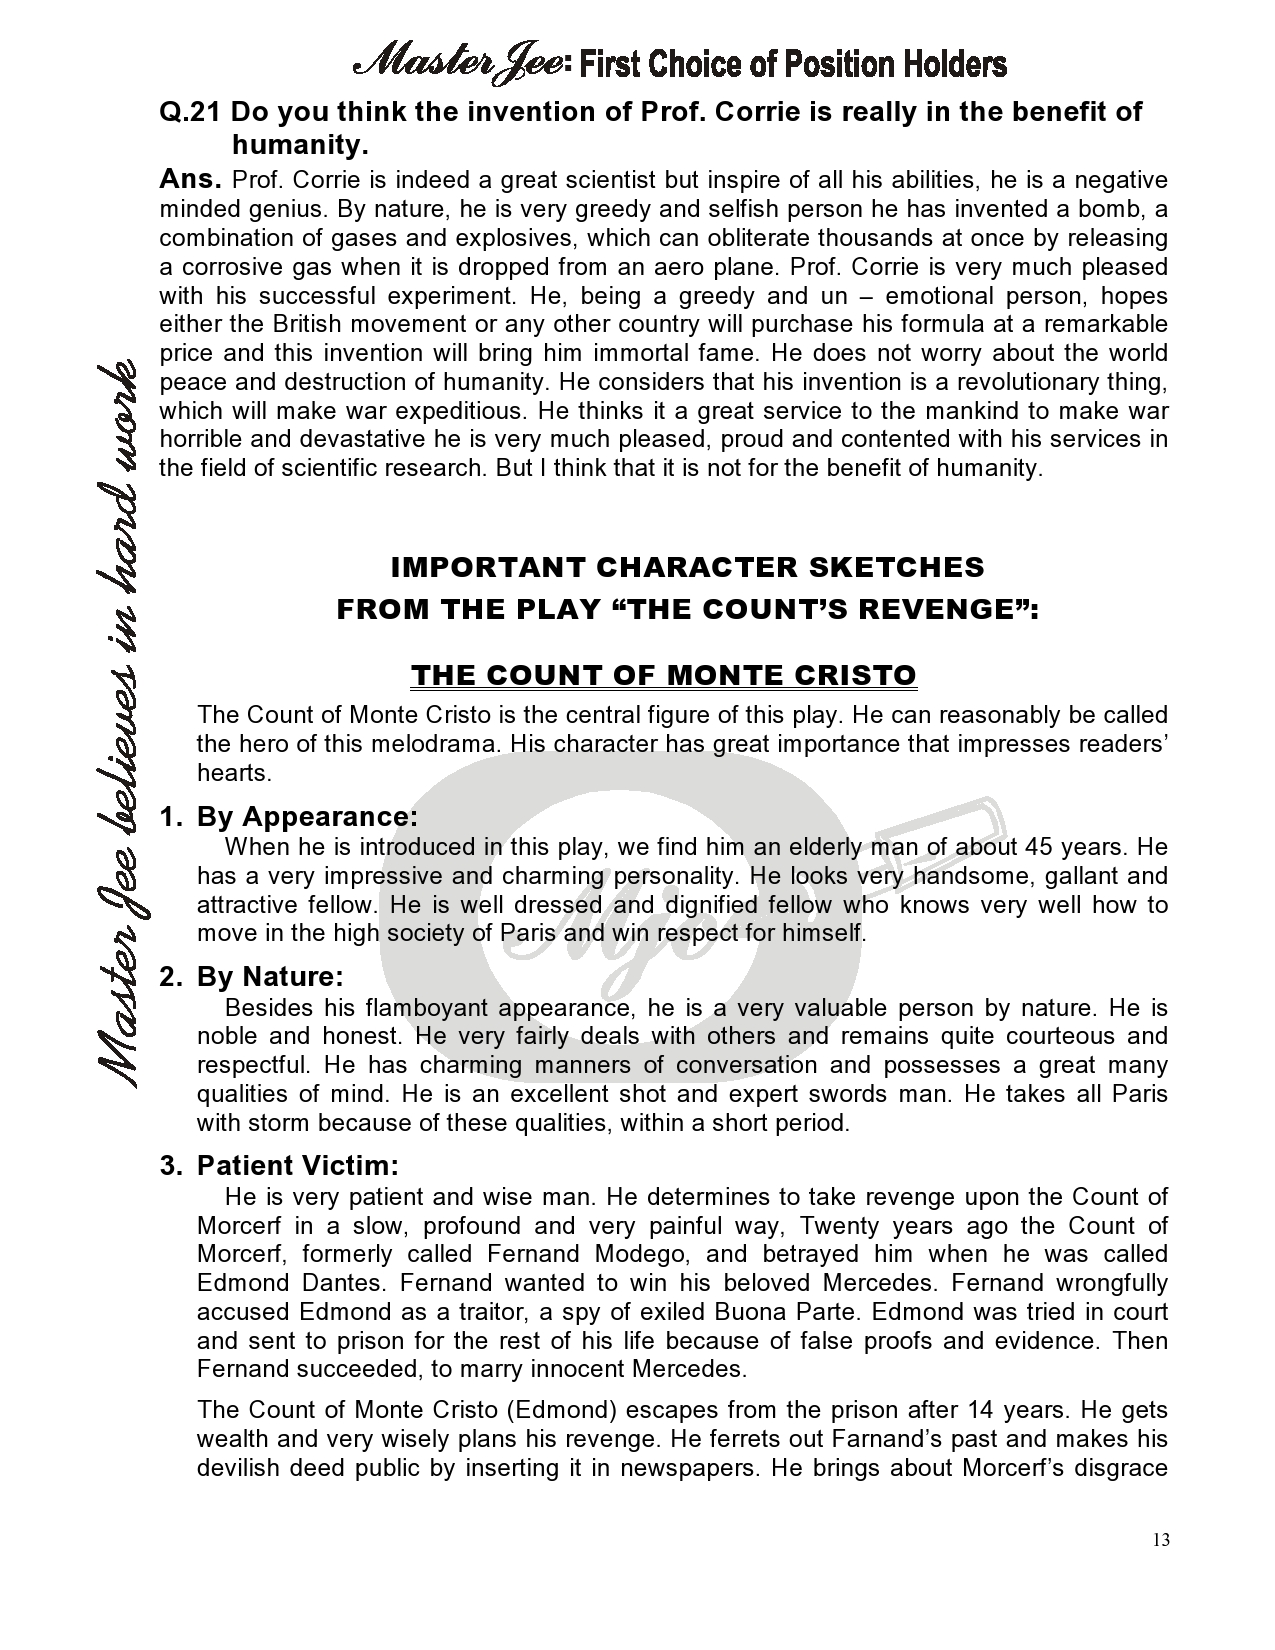 Master Jee: First Choice of Position Holders
Q.21 Do you think the invention of Prof. Corrie is really in the benefit of
humanity.
Ans. Prof. Corrie is indeed a great scientist but inspire of all his abilities, he is a negative
minded genius. By nature, he is very greedy and selfish person he has invented a bomb, a
combination of gases and explosives, which can obliterate thousands at once by releasing
a corrosive gas when it is dropped from an aero plane. Prof. Corrie is very much pleased
with his successful experiment. He, being a greedy and un – emotional person, hopes
either the British movement or any other country will purchase his formula at a remarkable
price and this invention will bring him immortal fame. He does not worry about the world
peace and destruction of humanity. He considers that his invention is a revolutionary thing,
which will make war expeditious. He thinks it a great service to the mankind to make war
horrible and devastative he is very much pleased, proud and contented with his services in
the field of scientific research. But I think that it is not for the benefit of humanity.
Master Jee believes in hard work
IMPORTANT CHARACTER SKETCHES
FROM THE PLAY “THE COUNT’S REVENGE”:
THE COUNT OF MONTE CRISTO
The Count of Monte Cristo is the central figure of this play. He can reasonably be called
the hero of this melodrama. His character has great importance that impresses readers’
hearts.
1. By Appearance:
When he is introduced in this play, we find him an elderly man of about 45 years. He
has a very impressive and charming personality. He looks very handsome, gallant and
attractive fellow. He is well dressed and dignified fellow who knows very well how to
move in the high society of Paris and win respect for himself.
Mjo
2. By Nature:
Besides his flamboyant appearance, he is a very valuable person by nature. He is
noble and honest. He very fairly deals with others and remains quite courteous and
respectful. He has charming manners of conversation and possesses a great many
qualities of mind. He is an excellent shot and expert swords man. He takes all Paris
with storm because of these qualities, within a short period.
3. Patient Victim:
He is very patient and wise man. He determines to take revenge upon the Count of
Morcerf in a slow, profound and very painful way, Twenty years ago the Count of
Morcerf, formerly called Fernand Modego, and betrayed him when he was called
Edmond Dantes. Fernand wanted to win his beloved Mercedes. Fernand wrongfully
accused Edmond as a traitor, a spy of exiled Buona Parte. Edmond was tried in court
and sent to prison for the rest of his life because of false proofs and evidence. Then
Fernand succeeded, to marry innocent Mercedes.
The Count of Monte Cristo (Edmond) escapes from the prison after 14 years. He gets
wealth and very wisely plans his revenge. He ferrets out Farnand’s past and makes his
devilish deed public by inserting it in newspapers. He brings about Morcerf’s disgrace
13